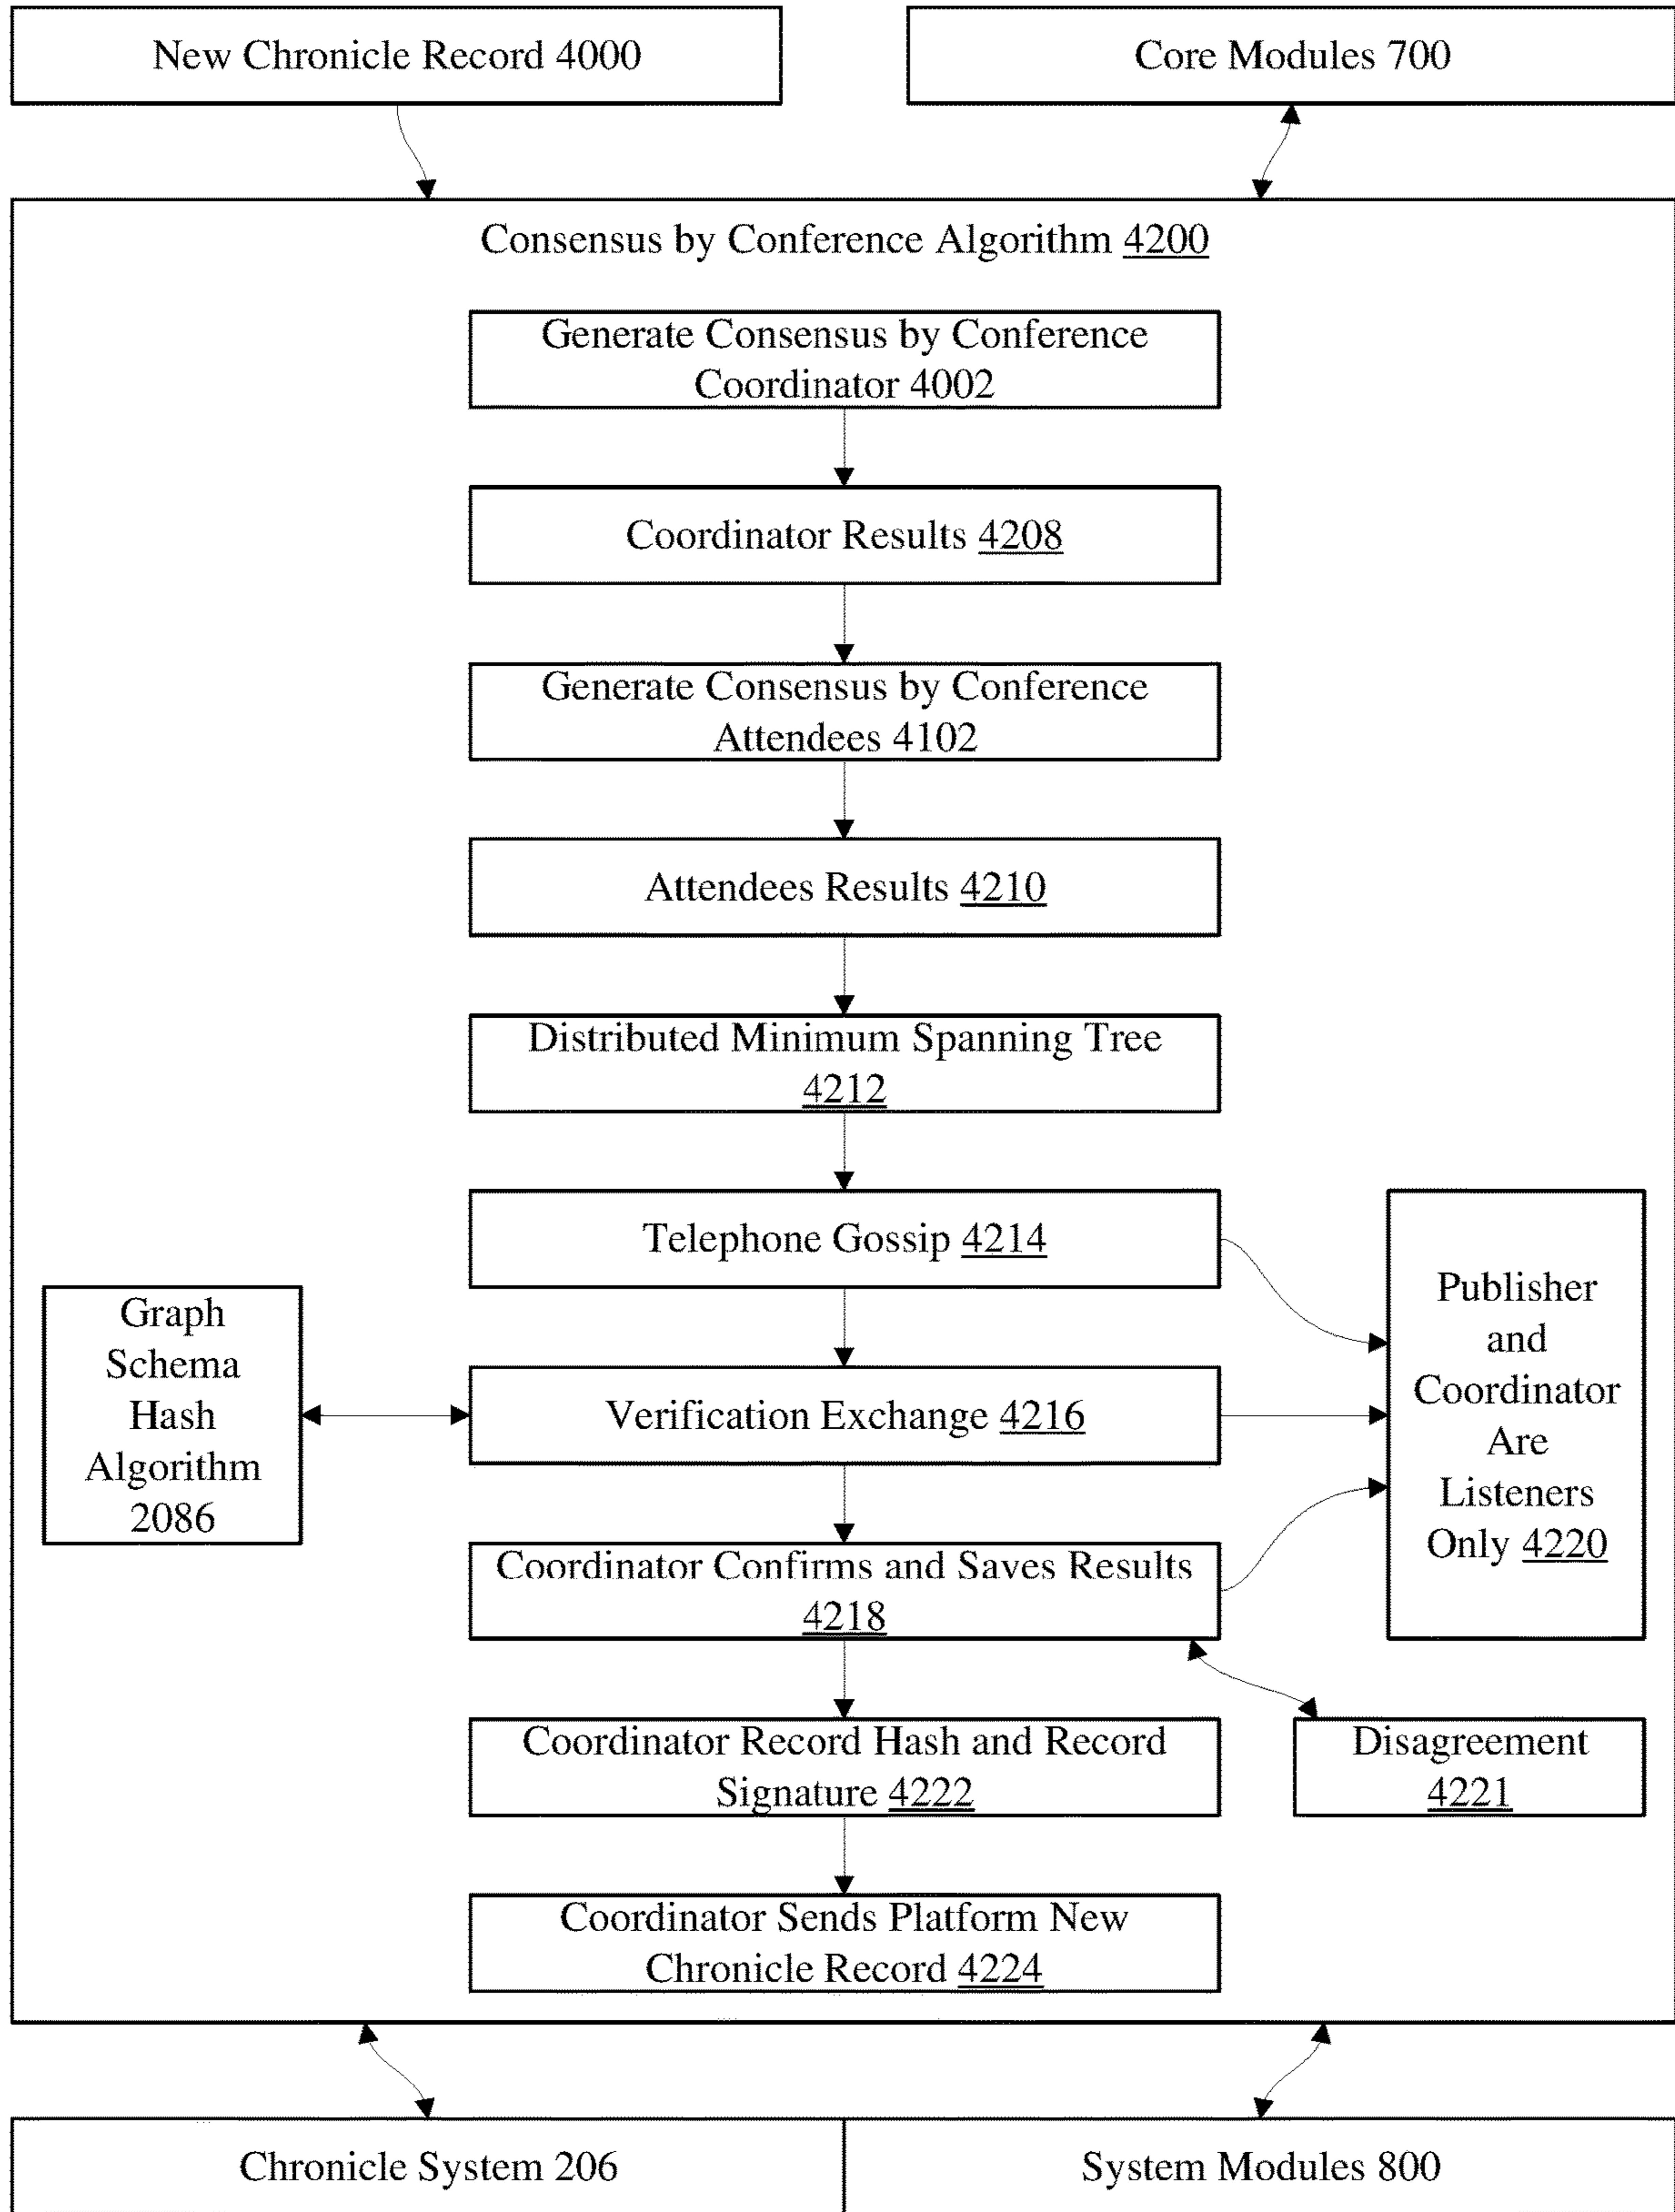 New Chronicle Record 4000
Core Modules 700
Consensus by Conference Algorithm 4200
Generate Consensus by Conference
Coordinator 4002
Coordinator Results 4208
Generate Consensus by Conference
Attendees 4102
Attendees Results 4210
Distributed Minimum Spanning Tree
4212
Telephone Gossip 4214
Graph
Schema
Hash
Algorithm
2086
Verification Exchange 4216
Publisher
and
Coordinator
Are
Listeners
Only 4220
Coordinator Confirms and Saves Results
4218
Coordinator Record Hash and Record
Signature 4222
Disagreement
4221
Coordinator Sends Platform New
Chronicle Record 4224
Chronicle System 206
System Modules 800